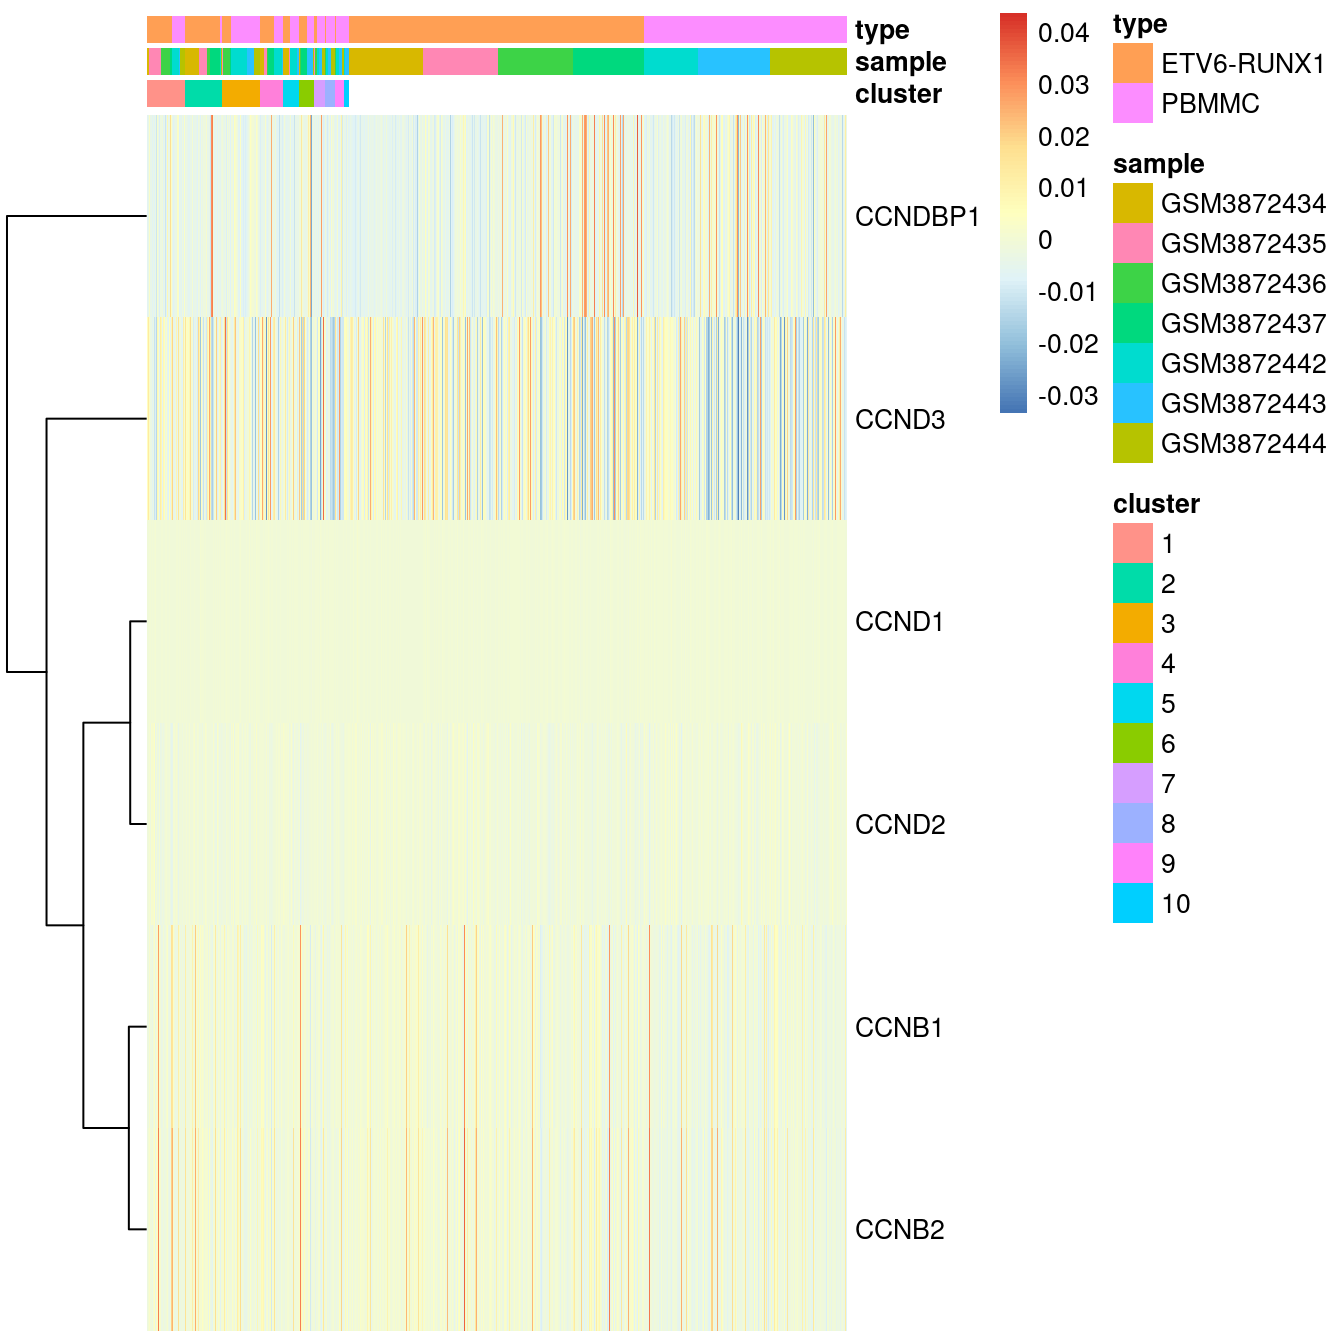 type
sample
cluster
CCNDBP1
CCND3
CCND1
CCND2
CCNB1
CCNB2
0.04
0.03
0.02
0.01
0
-0.01
-0.02
-0.03
type
ETV6-RUNX1
PBMMC
sample
GSM3872434
GSM3872435
GSM3872436
GSM3872437
GSM3872442
GSM3872443
GSM3872444
cluster
1
2
3
4
5
6
7
8
9
10